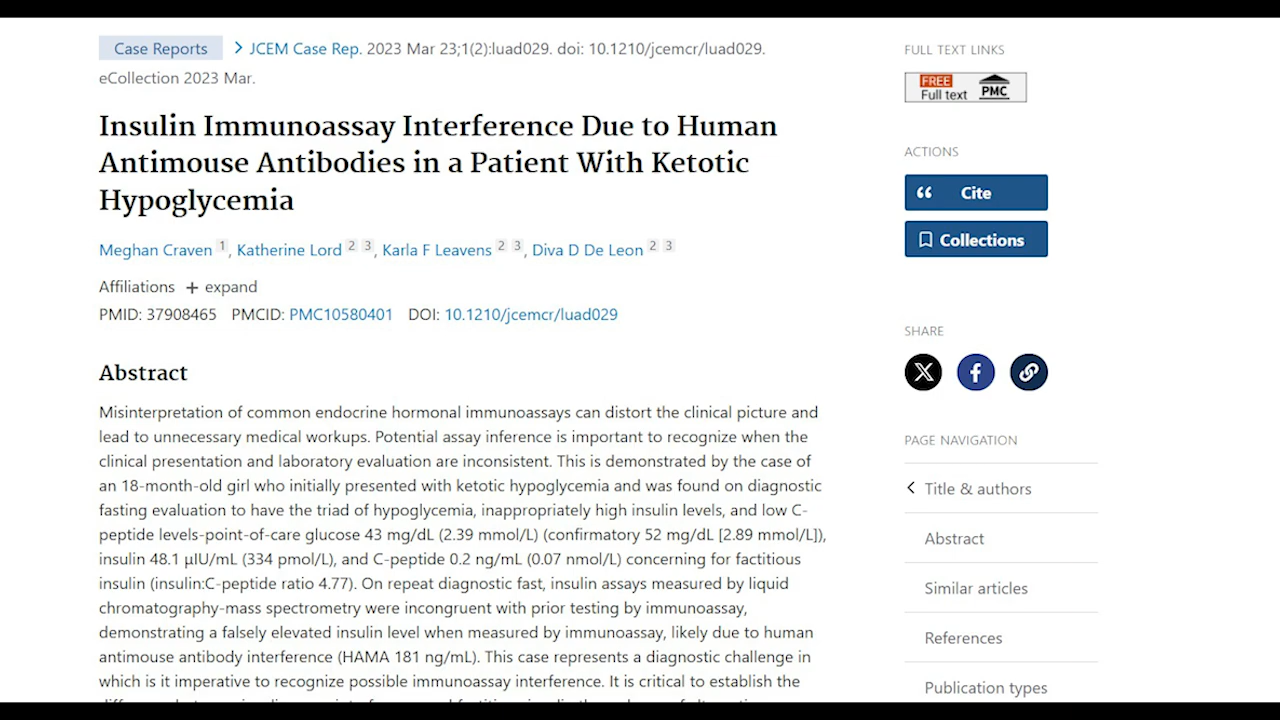 Case Reports > JCEM Case Rep. 2023 Mar 23;1(2):luad029. doi: 10.1210/jcemcr/luad029.
eCollection 2023 Mar.
Insulin Immunoassay Interference Due to Human
Antimouse Antibodies in a Patient With Ketotic
Hypoglycemia
Meghan Craven 1, Katherine Lord 2 3, Karla F Leavens 2 3, Diva D De Leon 2 3
Affiliations + expand
PMID: 37908465 PMCID: PMC10580401 DOI: 10.1210/jcemcr/luad029
Abstract
Misinterpretation of common endocrine hormonal immunoassays can distort the clinical picture and
lead to unnecessary medical workups. Potential assay inference is important to recognize when the
clinical presentation and laboratory evaluation are inconsistent. This is demonstrated by the case of
an 18-month-old girl who initially presented with ketotic hypoglycemia and was found on diagnostic
fasting evaluation to have the triad of hypoglycemia, inappropriately high insulin levels, and low C-
peptide levels-point-of-care glucose 43 mg/dL (2.39 mmol/L) (confirmatory 52 mg/dL [2.89 mmol/L]),
insulin 48.1 μIU/mL (334 pmol/L), and C-peptide 0.2 ng/mL (0.07 nmol/L) concerning for factitious
insulin (insulin:C-peptide ratio 4.77). On repeat diagnostic fast, insulin assays measured by liquid
chromatography-mass spectrometry were incongruent with prior testing by immunoassay,
demonstrating a falsely elevated insulin level when measured by immunoassay, likely due to human
antimouse antibody interference (HAMA 181 ng/mL). This case represents a diagnostic challenge in
which is it imperative to recognize possible immunoassay interference. It is critical to establish the
FULL TEXT LINKS
FREE
Full text PMC
ACTIONS
Cite
Collections
SHARE
PAGE NAVIGATION
Title & authors
Abstract
Similar articles
References
Publication types